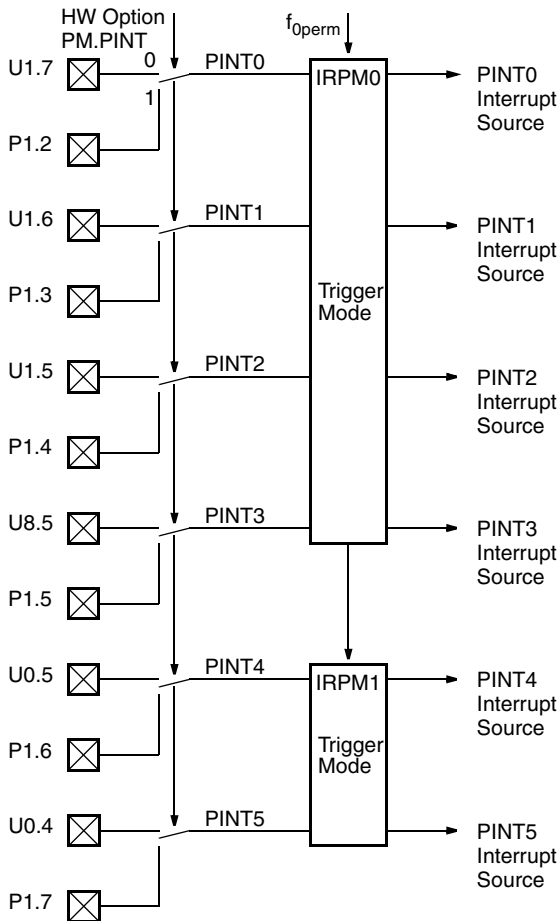 HW Option
PM.PINT
f0perm
U1.7
0
1
PINT0
IRPM0
PINT0
Interrupt
Source
P1.2
U1.6
PINT1
PINT1
Interrupt
Source
P1.3
Trigger
Mode
U1.5
PINT2
PINT2
Interrupt
Source
P1.4
U8.5
PINT3
PINT3
Interrupt
Source
P1.5
U0.5
PINT4
IRPM1
PINT4
Interrupt
Source
P1.6
Trigger
Mode
U0.4
PINT5
PINT5
Interrupt
Source
P1.7